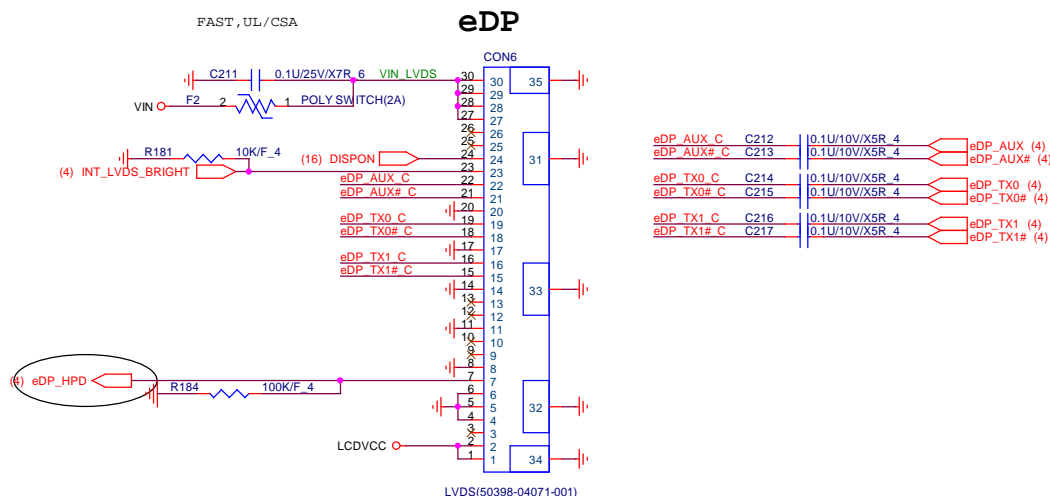 FAST,UL/CSA
eDP
CON6
C211 0.1U/25V/X7R_6 VIN_LVDS 30 30 35
29 29
28 28
VIN F2 2 1 POLY SWITCH(2A)
27 27
26 26
25 25
R181 10K/F_4 (16) DISPON 24 24 31
(4) INT_LVDS_BRIGHT 23 23
eDP_AUX_C 22 22
eDP_AUX#_C 21 21
20 20
eDP_TX0_C 19 19
eDP_TX0#_C 18 18
17 17
eDP_TX1_C 16 16
eDP_TX1#_C 15 15
14 14 33
13 13
12 12
11 11
10 10
9 9
8 8
(4) eDP_HPD 7 7
R184 100K/F_4
6 6
5 5 32
4 4
3 3
LCDVCC 2 2
1 1 34
LVDS(50398-04071-001)
eDP_AUX_C C212 0.1U/10V/X5R_4 eDP_AUX (4)
eDP_AUX#_C C213 0.1U/10V/X5R_4 eDP_AUX# (4)
eDP_TX0_C C214 0.1U/10V/X5R_4 eDP_TX0 (4)
eDP_TX0#_C C215 0.1U/10V/X5R_4 eDP_TX0# (4)
eDP_TX1_C C216 0.1U/10V/X5R_4 eDP_TX1 (4)
eDP_TX1#_C C217 0.1U/10V/X5R_4 eDP_TX1# (4)